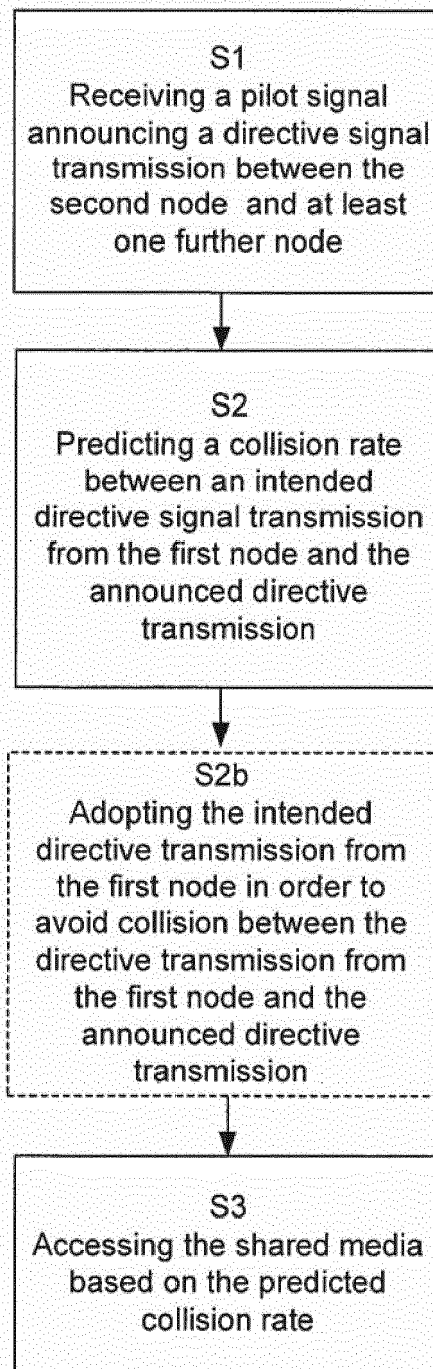 S1
Receiving a pilot signal
announcing a directive signal
transmission between the
second node and at least
one further node
S2
Predicting a collision rate
between an intended
directive signal transmission
from the first node and the
announced directive
transmission
S2b
Adopting the intended
directive transmission from
the first node in order to
avoid collision between the
directive transmission from
the first node and the
announced directive
transmission
S3
Accessing the shared media
based on the predicted
collision rate